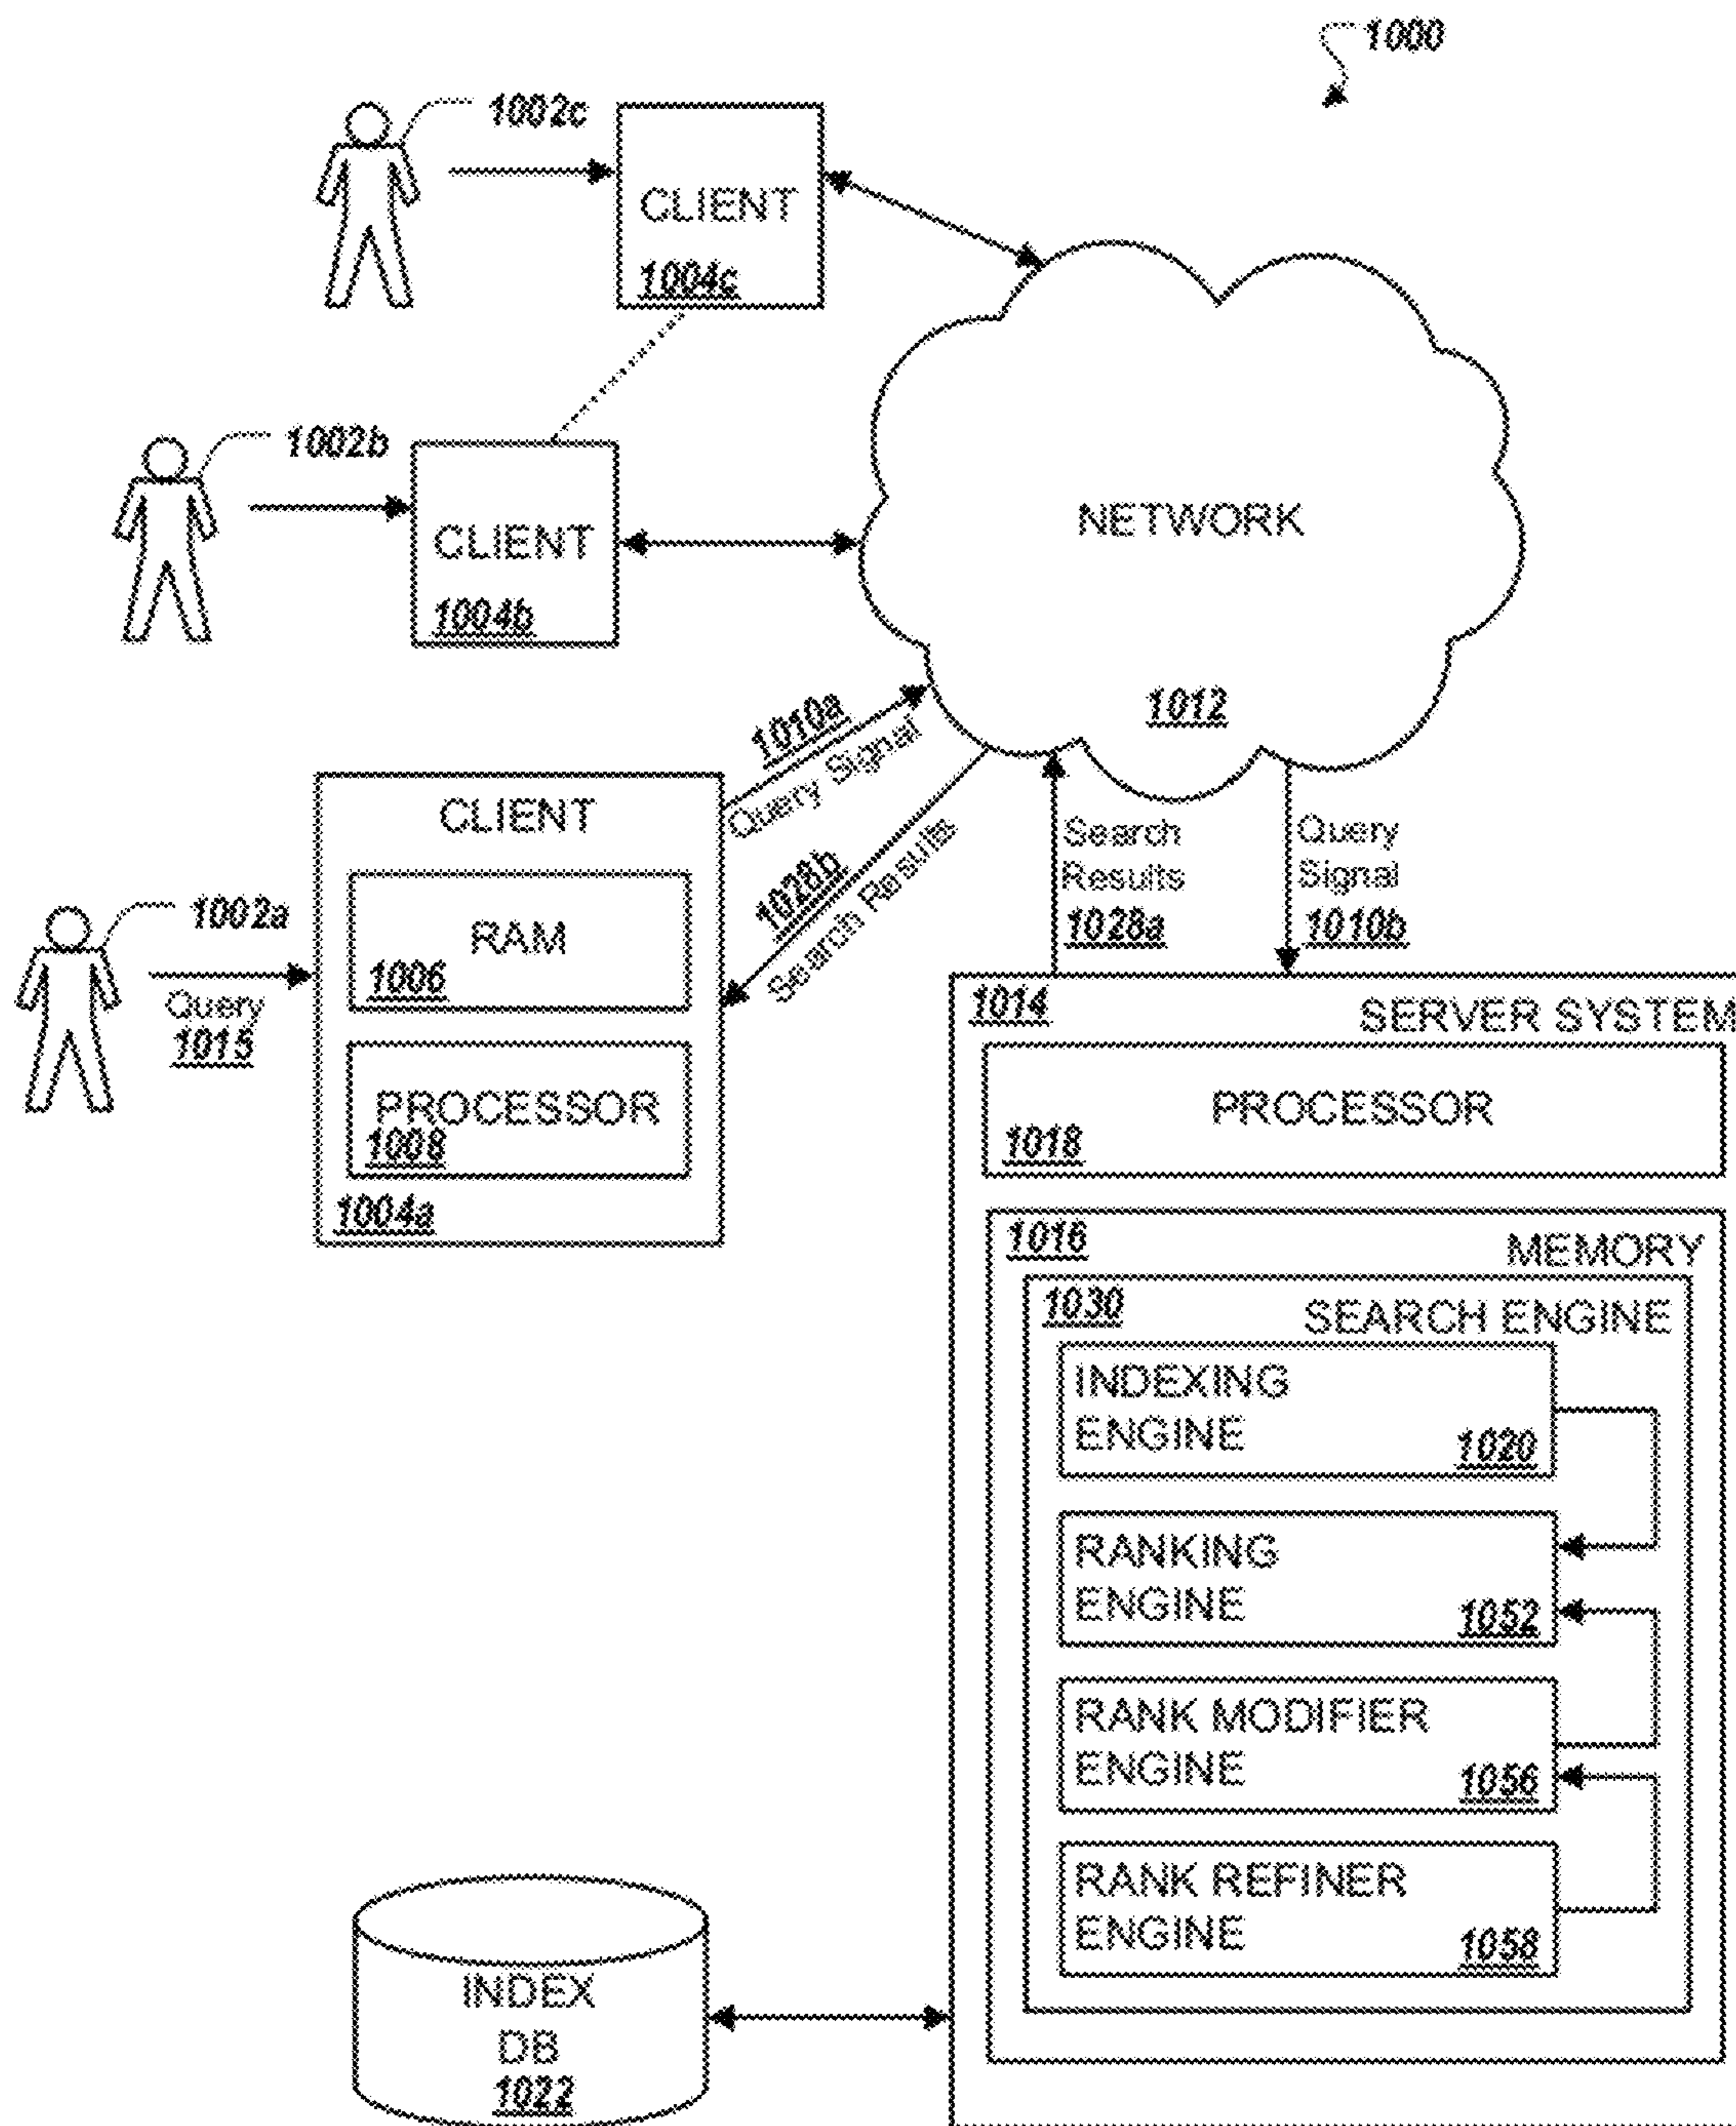 1000
1002c
CLIENT
1004c
1002b
CLIENT
1004b
NETWORK
1012
1010a
Query Signal
1028b
Search Results
Search
Results
1028a
Query
Signal
1010b
CLIENT
RAM
1006
PROCESSOR
1008
1004a
1002a
Query
1015
1014
SERVER SYSTEM
PROCESSOR
1018
1016
MEMORY
1030
SEARCH ENGINE
INDEXING
ENGINE
1020
RANKING
ENGINE
1052
RANK MODIFIER
ENGINE
1056
RANK REFINER
ENGINE
1058
INDEX
DB
1022